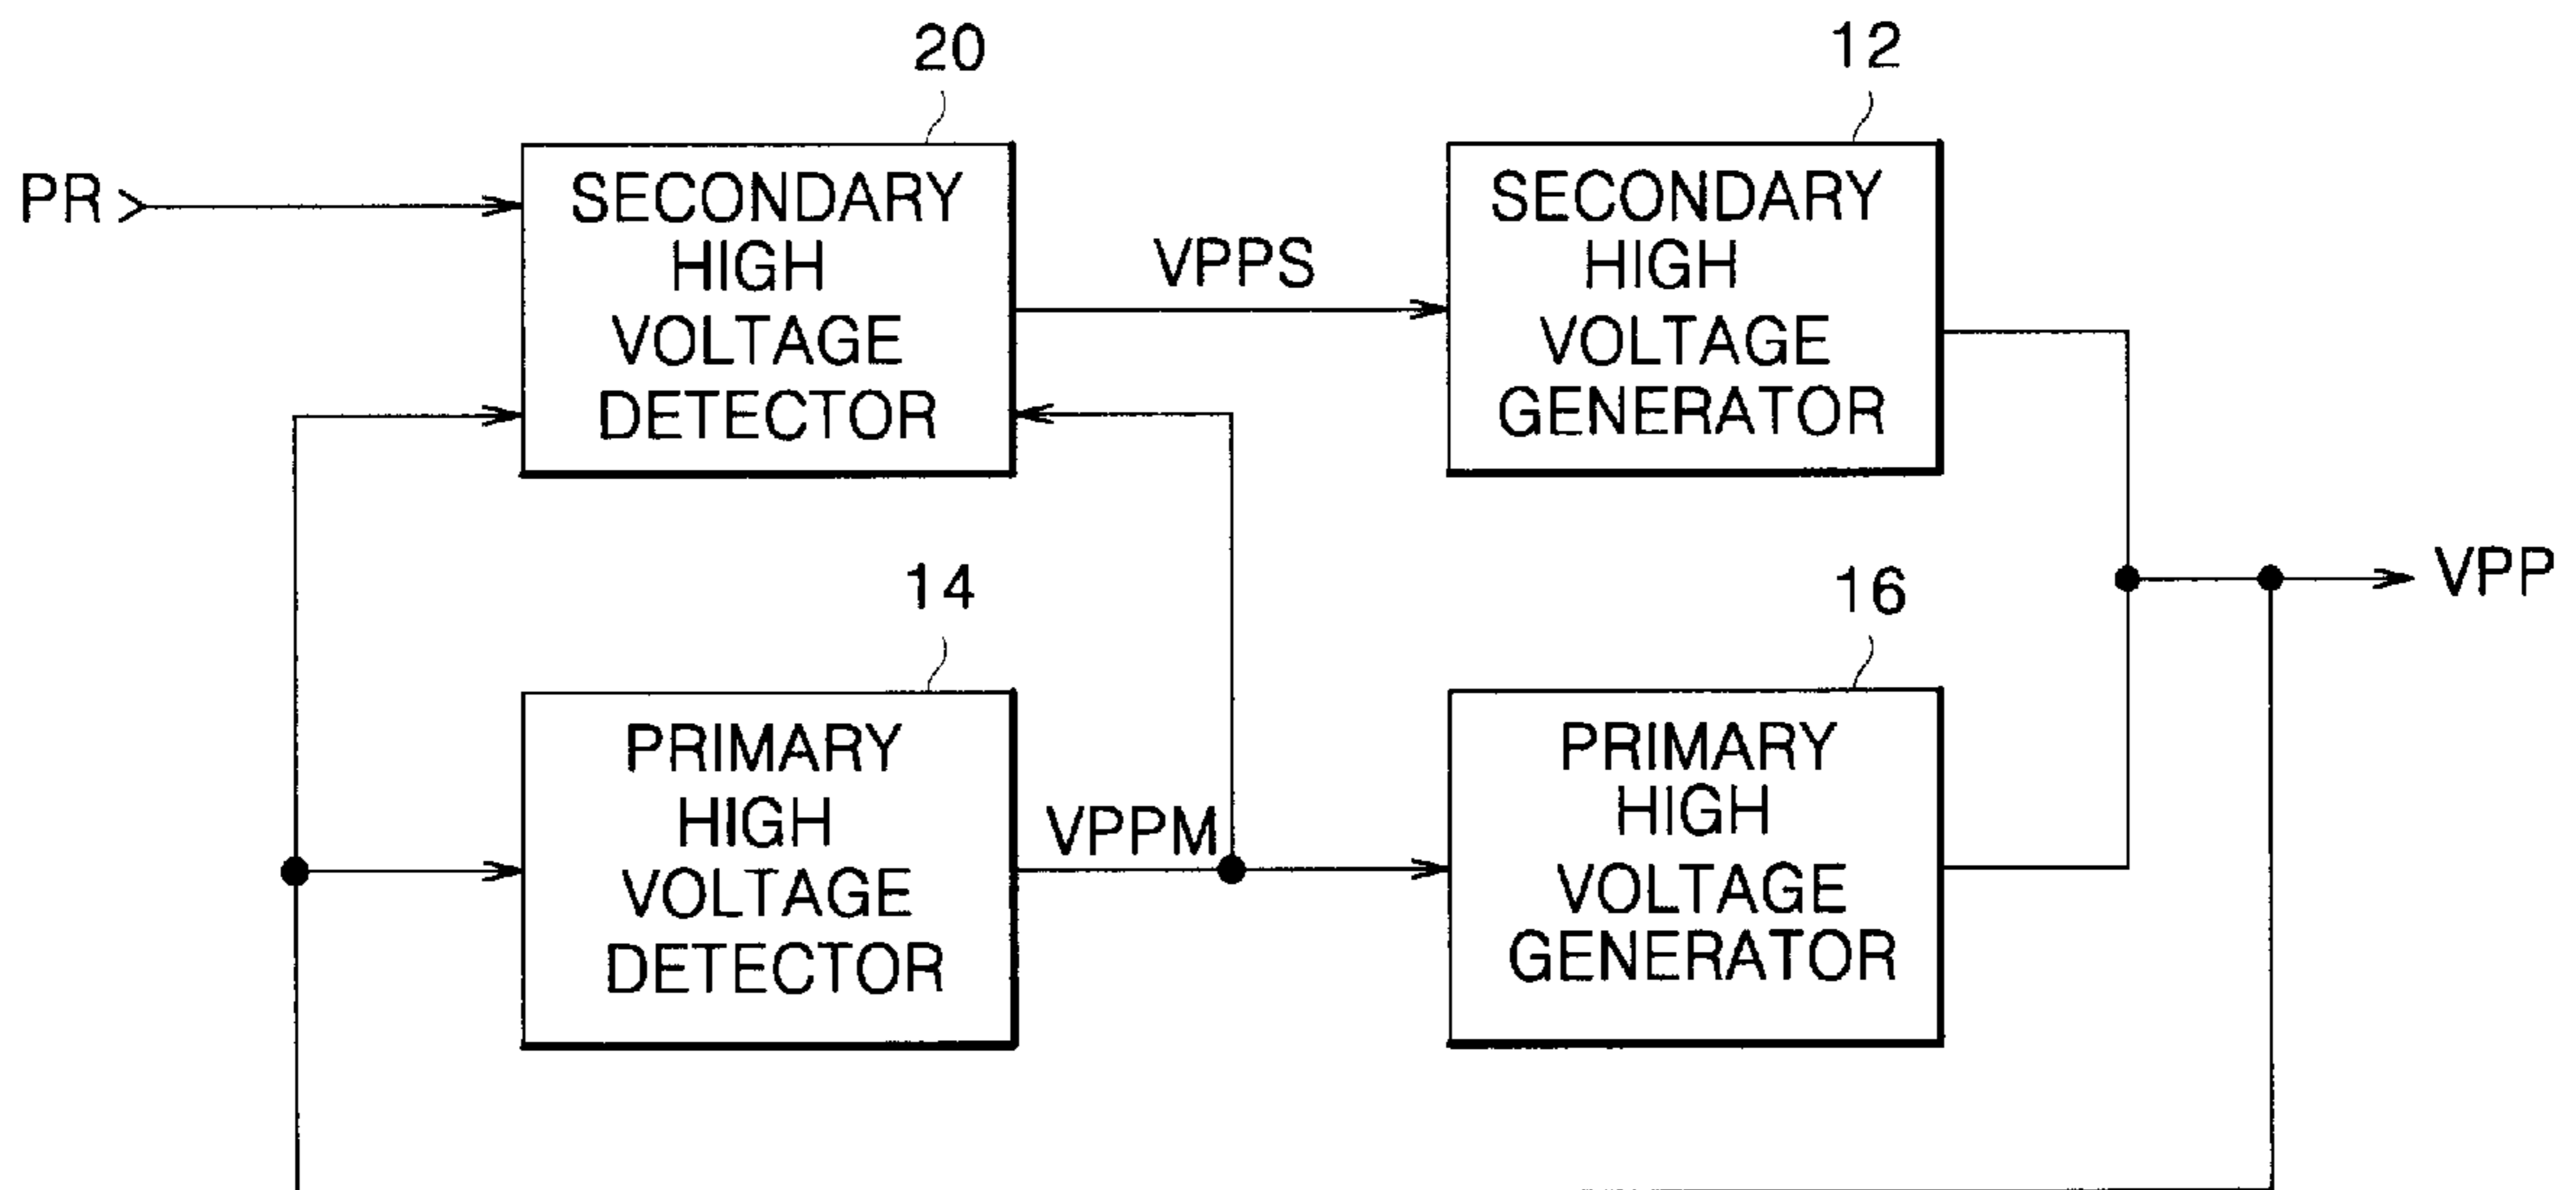 20
12
PR
SECONDARY
HIGH
VOLTAGE
DETECTOR
VPPS
SECONDARY
HIGH
VOLTAGE
GENERATOR
VPP
14
16
PRIMARY
HIGH
VOLTAGE
DETECTOR
VPPM
PRIMARY
HIGH
VOLTAGE
GENERATOR